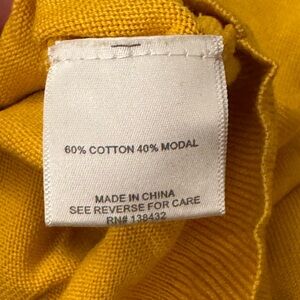 60% COTTON 40% MODAL
MADE IN CHINA
SEE REVERSE FOR CARE
RN# 138432